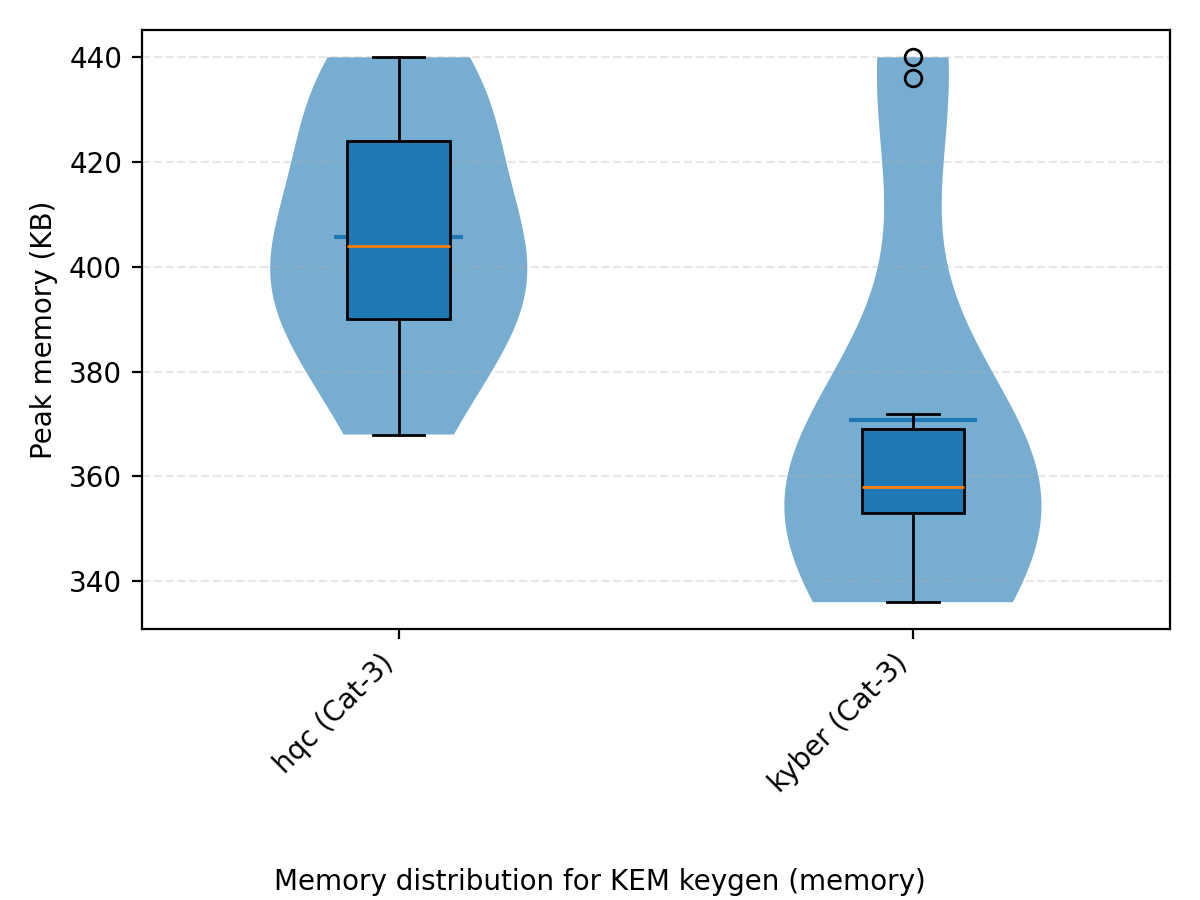 Peak memory (KB)
440
420
400
380
360
340
hqc (Cat-3)
kyber (Cat-3)
Memory distribution for KEM keygen (memory)